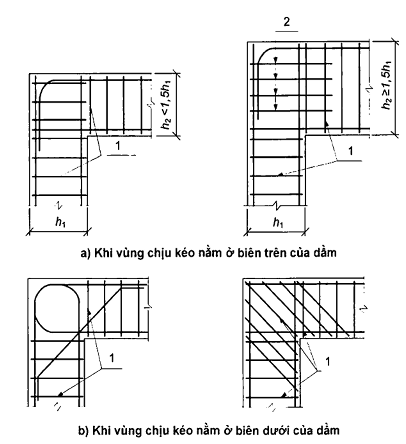 2
h₂<1,5h₁
h₂≥1,5h₁
1
1
h₁
h₁
a) Khi vùng chịu kéo nằm ở biên trên của dầm
1
1
b) Khi vùng chịu kéo nằm ở biên dưới của dầm